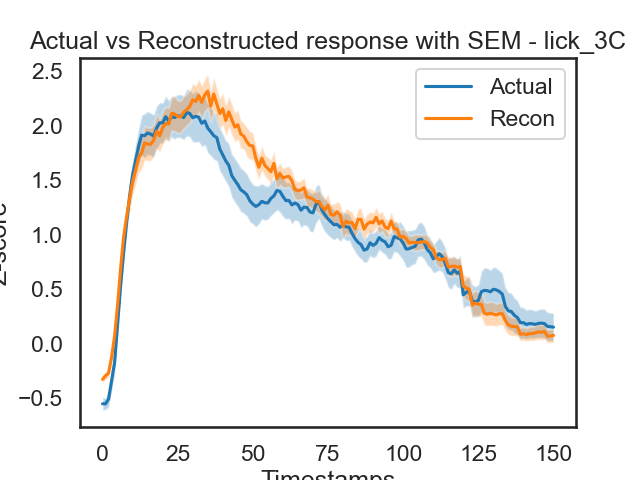 Actual vs Reconstructed response with SEM - lick_3C
Z-score
2.5
2.0
1.5
1.0
0.5
0.0
−0.5
Actual
Recon
0
25
50
75
100
125
150
Timestamps